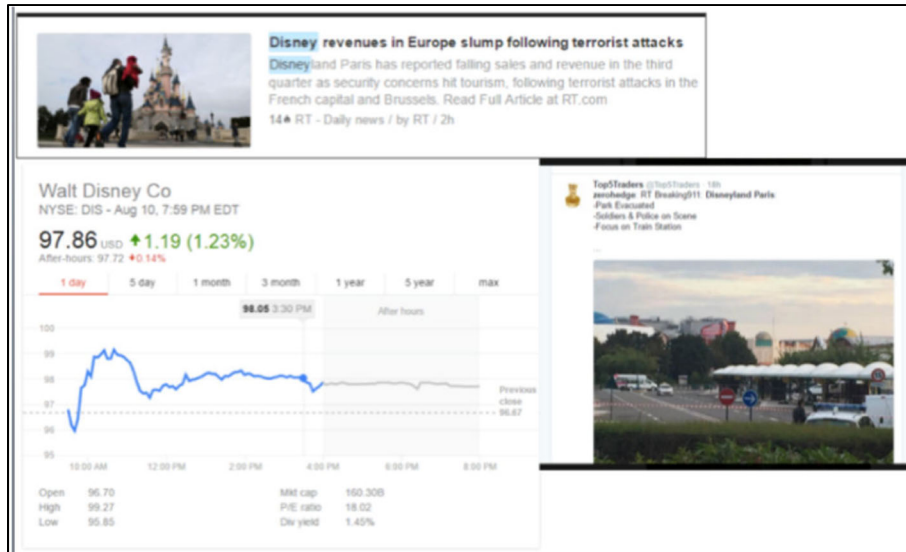 Disney revenues in Europe slump following terrorist attacks
Disneyland Paris has reported falling sales and revenue in the third
quarter as security concerns hit tourism, following terrorist attacks in the
French capital and Brussels. Read Full Article at RT.com
14 RT - Daily news / by RT / 2h
Walt Disney Co
NYSE: DIS - Aug 10, 7:59 PM EDT
97.86 USD 1.19 (1.23%)
After-hours: 97.72 0.14%
1 day 5 day 1 month 3 month 1 year 5 year max
98.05 3:30 PM
After hours
100
99
98
97
96
95
Previous
close
96.67
10:00 AM 12:00 PM 2:00 PM 4:00 PM 6:00 PM 8:00 PM
Open 96.70 Mkt cap 160.30B
High 99.27 P/E ratio 18.02
Low 95.85 Div yield 1.45%
Top5Traders @Top5Traders · 18h
zerohedge: RT Breaking911: Disneyland Paris:
-Park Evacuated
-Soldiers & Police on Scene
-Focus on Train Station